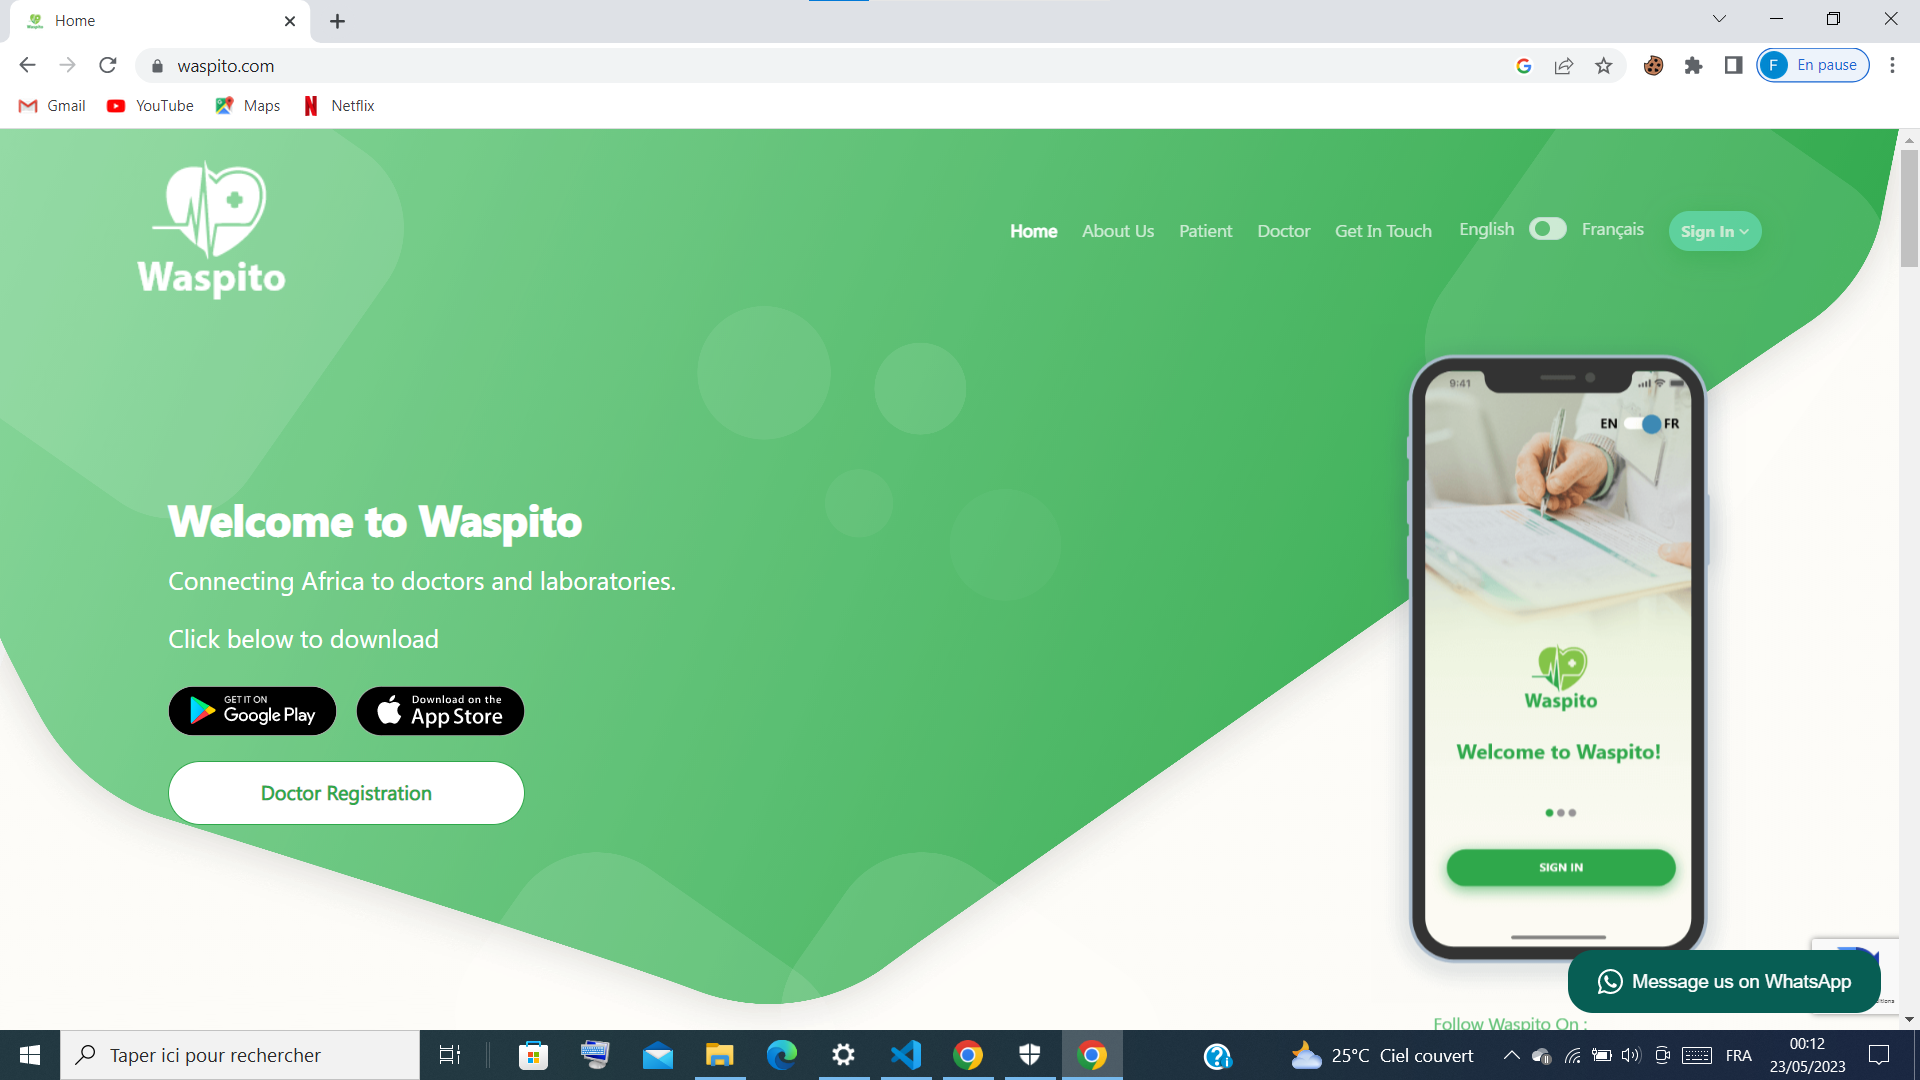 Home
waspito.com
En pause
F
Gmail
YouTube
Maps
Netflix
Waspito
Home
About Us
Patient
Doctor
Get In Touch
English
Français
Sign In
Welcome to Waspito
Connecting Africa to doctors and laboratories.
Click below to download
GET IT ON
Google Play
Download on the
App Store
Doctor Registration
9:41
EN
FR
Waspito
Welcome to Waspito!
SIGN IN
Message us on WhatsApp
Follow Waspito On :
Taper ici pour rechercher
25°C Ciel couvert
FRA
00:12
23/05/2023